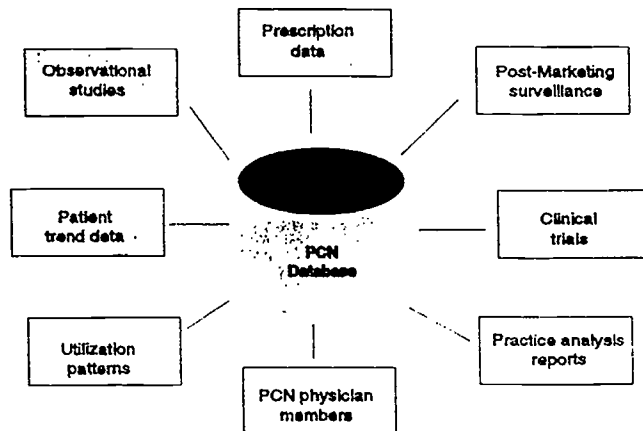 Prescription
data
Observational
studies
Post-Marketing
surveillance
Patient
trend data
PCN
Database
Clinical
trials
Utilization
patterns
PCN physician
members
Practice analysis
reports